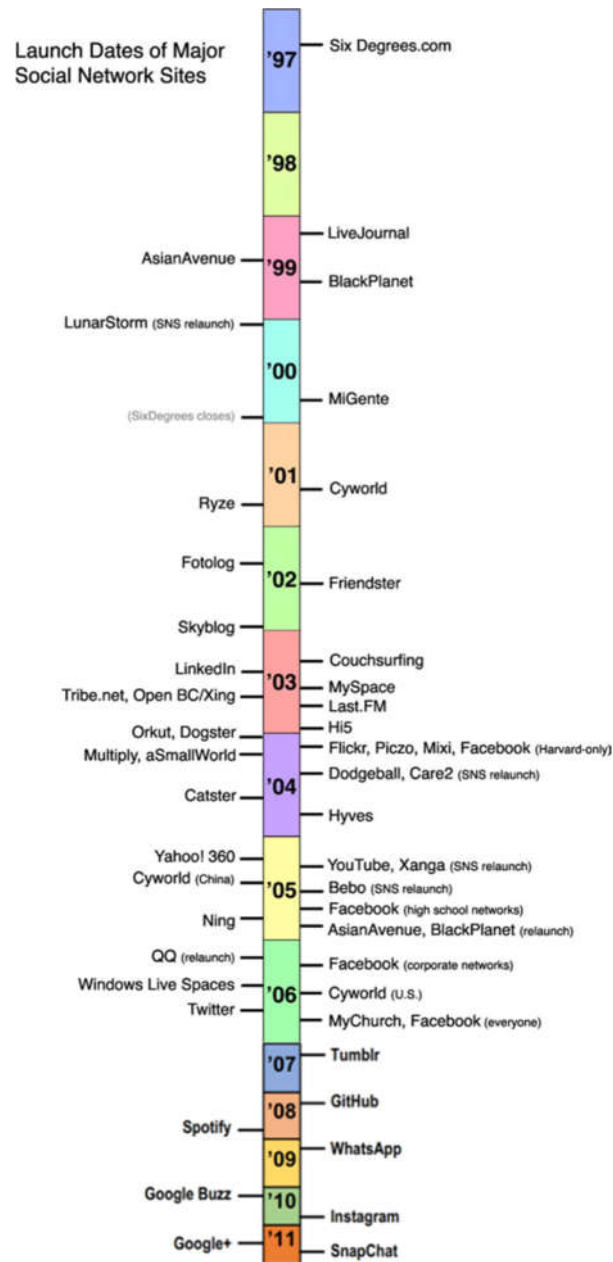 Launch Dates of Major
Social Network Sites
'97
Six Degrees.com
'98
LiveJournal
AsianAvenue
'99
BlackPlanet
LunarStorm (SNS relaunch)
'00
MiGente
(SixDegrees closes)
'01
Cyworld
Ryze
Fotolog
'02
Friendster
Skyblog
Couchsurfing
LinkedIn
'03
MySpace
Tribe.net, Open BC/Xing
Last.FM
Hi5
Orkut, Dogster
Flickr, Piczo, Mixi, Facebook (Harvard-only)
Multiply, aSmallWorld
Dodgeball, Care2 (SNS relaunch)
'04
Catster
Hyves
Yahoo! 360
YouTube, Xanga (SNS relaunch)
Cyworld (China)
'05
Bebo (SNS relaunch)
Facebook (high school networks)
Ning
AsianAvenue, BlackPlanet (relaunch)
QQ (relaunch)
Facebook (corporate networks)
Windows Live Spaces
'06
Cyworld (U.S.)
Twitter
MyChurch, Facebook (everyone)
Tumblr
'07
GitHub
'08
Spotify
WhatsApp
'09
Google Buzz
'10
Instagram
Google+
'11
SnapChat